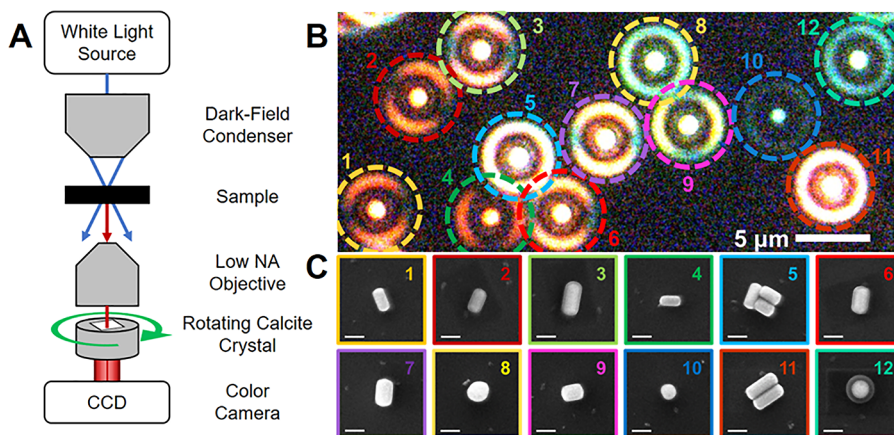 A
White Light
Source
Dark-Field
Condenser
Sample
Low NA
Objective
Rotating Calcite
Crystal
CCD
Color
Camera
B
3
8
12
2
10
7
5
1
4
9
11
6
5 μm
C
1
2
3
4
5
6
7
8
9
10
11
12